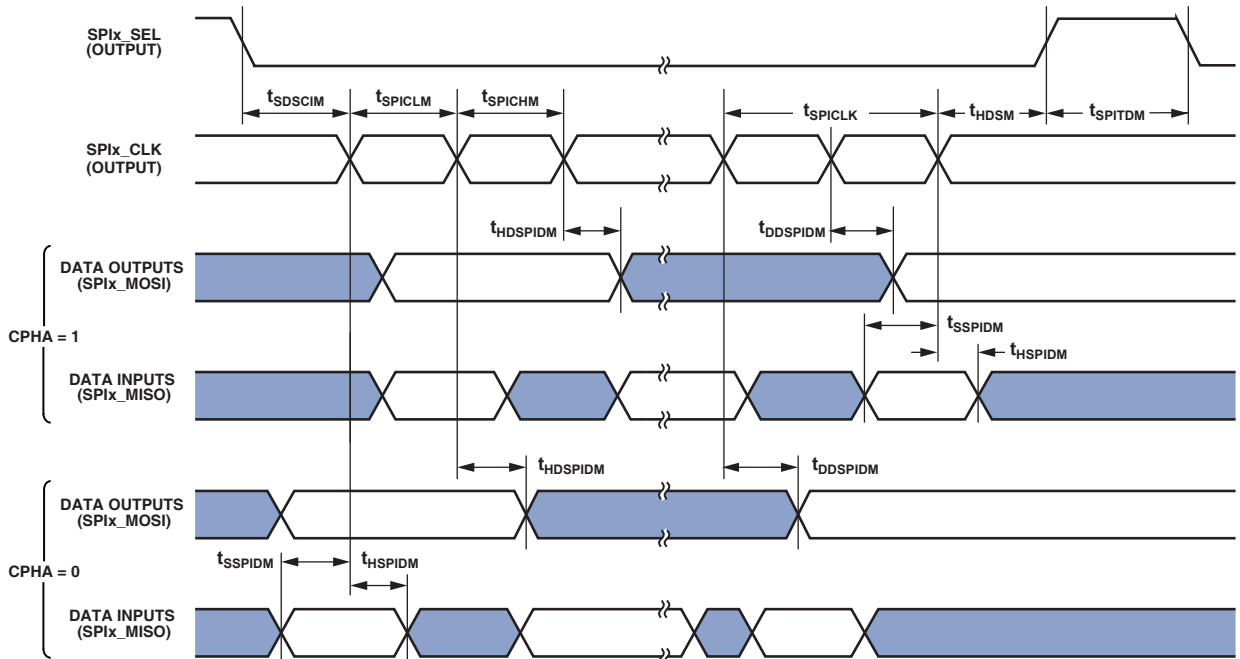 SPIx_SEL
(OUTPUT)
tSDSCIM
tSPICLM
tSPICHM
tSPICLK
tHDSM
tSPITDM
SPIx_CLK
(OUTPUT)
tHDSPIDM
tDDSPIDM
DATA OUTPUTS
(SPIx_MOSI)
CPHA = 1
tSSPIDM
tHSPIDM
DATA INPUTS
(SPIx_MISO)
tHDSPIDM
tDDSPIDM
DATA OUTPUTS
(SPIx_MOSI)
CPHA = 0
tSSPIDM
tHSPIDM
DATA INPUTS
(SPIx_MISO)